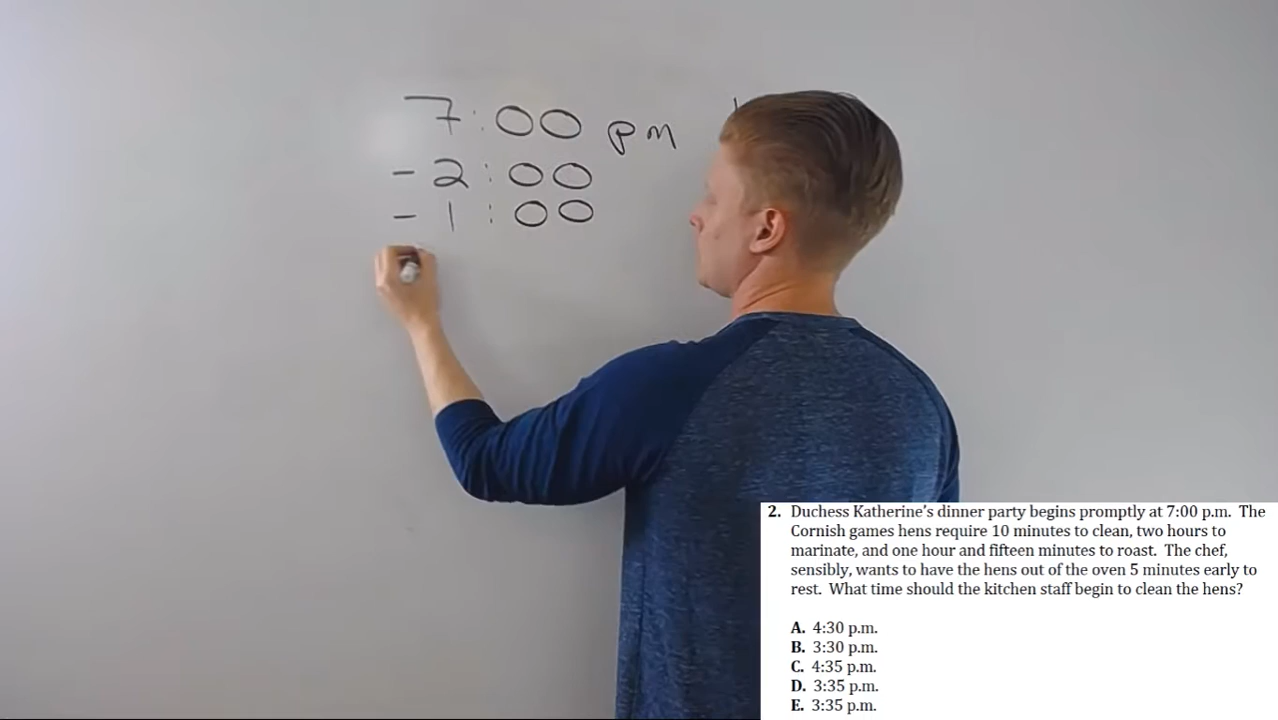 7:00 pm
- 2:00
- 1:00
2. Duchess Katherine's dinner party begins promptly at 7:00 p.m. The
Cornish games hens require 10 minutes to clean, two hours to
marinate, and one hour and fifteen minutes to roast. The chef,
sensibly, wants to have the hens out of the oven 5 minutes early to
rest. What time should the kitchen staff begin to clean the hens?
A. 4:30 p.m.
B. 3:30 p.m.
C. 4:35 p.m.
D. 3:35 p.m.
E. 3:35 p.m.